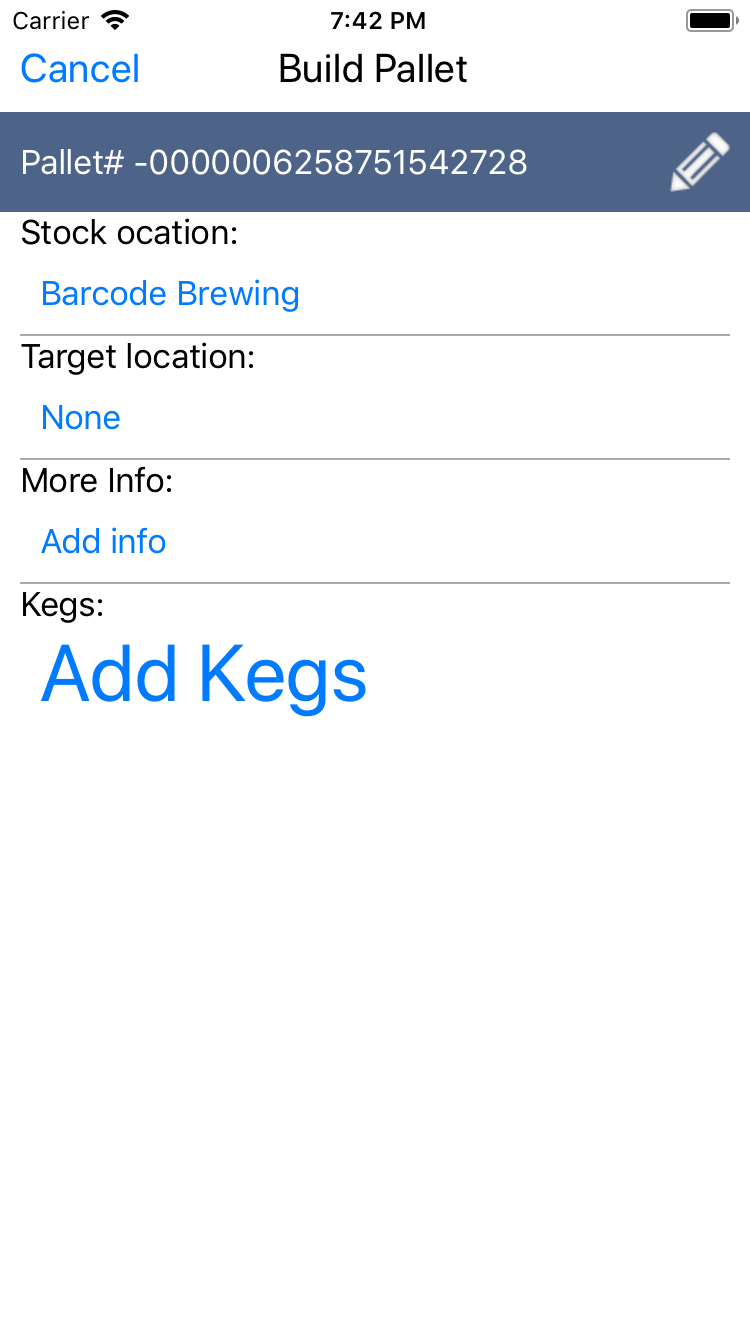 Carrier 7:42 PM
Cancel Build Pallet
Pallet# -0000006258751542728
Stock ocation:
Barcode Brewing
Target location:
None
More Info:
Add info
Kegs:
Add Kegs